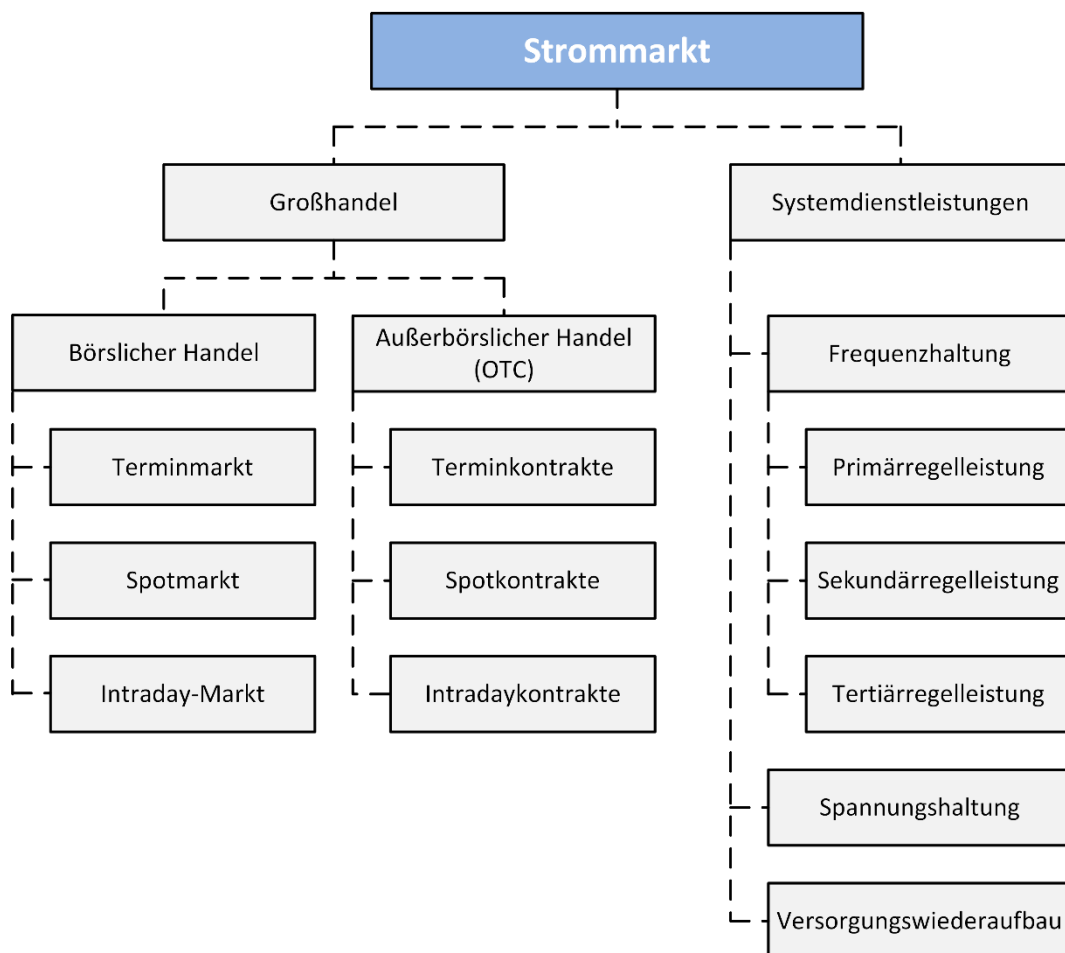 Strommarkt
Großhandel
Systemdienstleistungen
Börslicher Handel
Außerbörslicher Handel
(OTC)
Frequenzhaltung
Terminmarkt
Terminkontrakte
Primärregelleistung
Spotmarkt
Spotkontrakte
Sekundärregelleistung
Intraday-Markt
Intradaykontrakte
Tertiärregelleistung
Spannungshaltung
Versorgungswiederaufbau